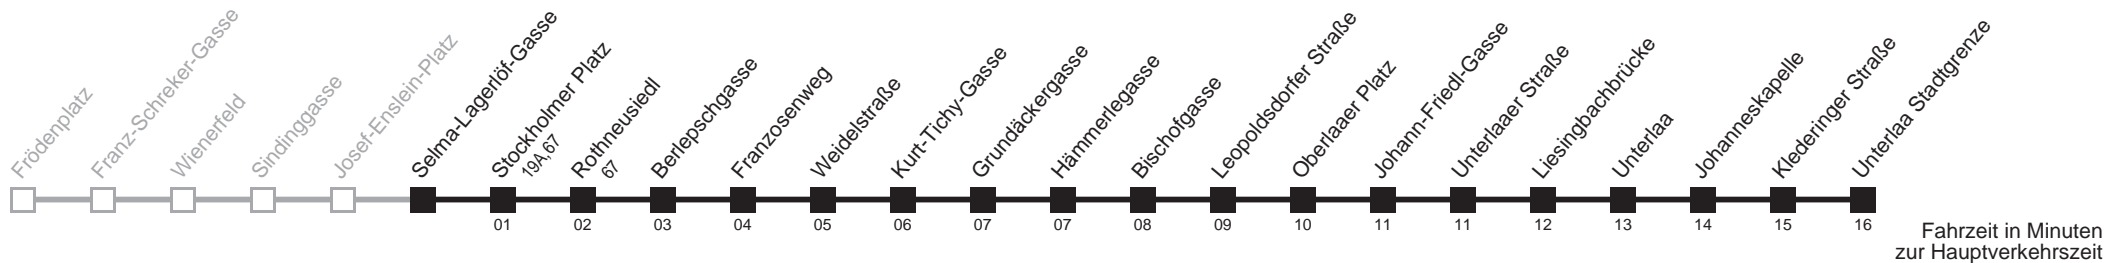 Frödenplatz
Franz-Schreker-Gasse
Wienerfeld
Sindinggasse
Josef-Enslein-Platz
Selma-Lagerlöf-Gasse
Stockholmer Platz
19A,67
Rothneusiedl
67
Berlepschgasse
Franzosenweg
Weidelstraße
Kurt-Tichy-Gasse
Grundäckergasse
Hämmerlegasse
Bischofgasse
Leopoldsdorfer Straße
Oberlaaer Platz
Johann-Friedl-Gasse
Unterlaaer Straße
Liesingbachbrücke
Unterlaa
Johanneskapelle
Klederinger Straße
Unterlaa Stadtgrenze
01 02 03 04 05 06 07 07 08 09 10 11 11 12 13 14 15 16
Fahrzeit in Minuten
zur Hauptverkehrszeit